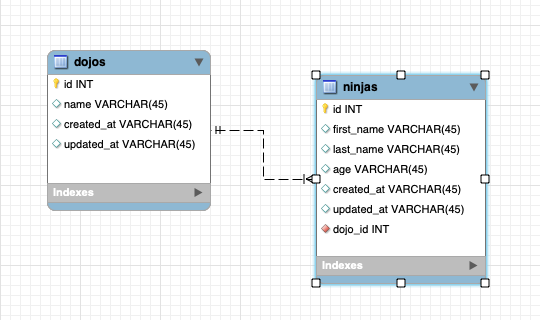 dojos
id INT
name VARCHAR(45)
created_at VARCHAR(45)
updated_at VARCHAR(45)
Indexes
ninjas
id INT
first_name VARCHAR(45)
last_name VARCHAR(45)
age VARCHAR(45)
created_at VARCHAR(45)
updated_at VARCHAR(45)
dojo_id INT
Indexes